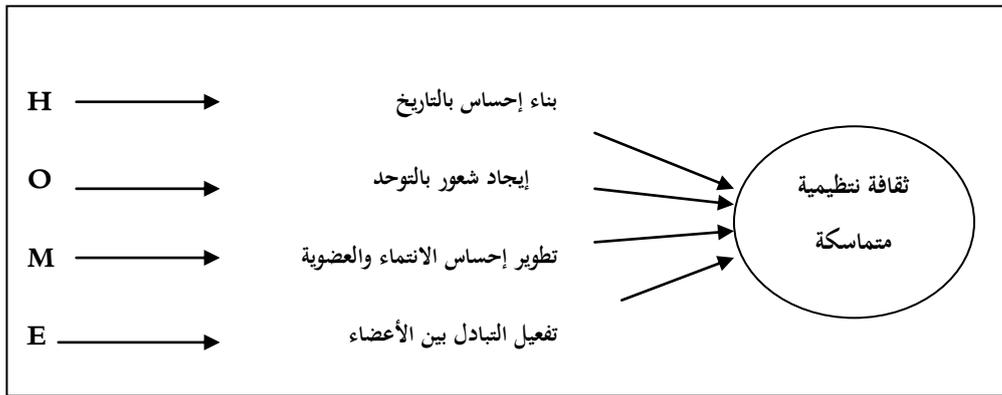 H
بناء إحساس بالتاريخ
O
إيجاد شعور بالتوحد
M
تطوير إحساس الانتماء والعضوية
E
تفعيل التبادل بين الأعضاء
ثقافة نتظيمية
متماسكة